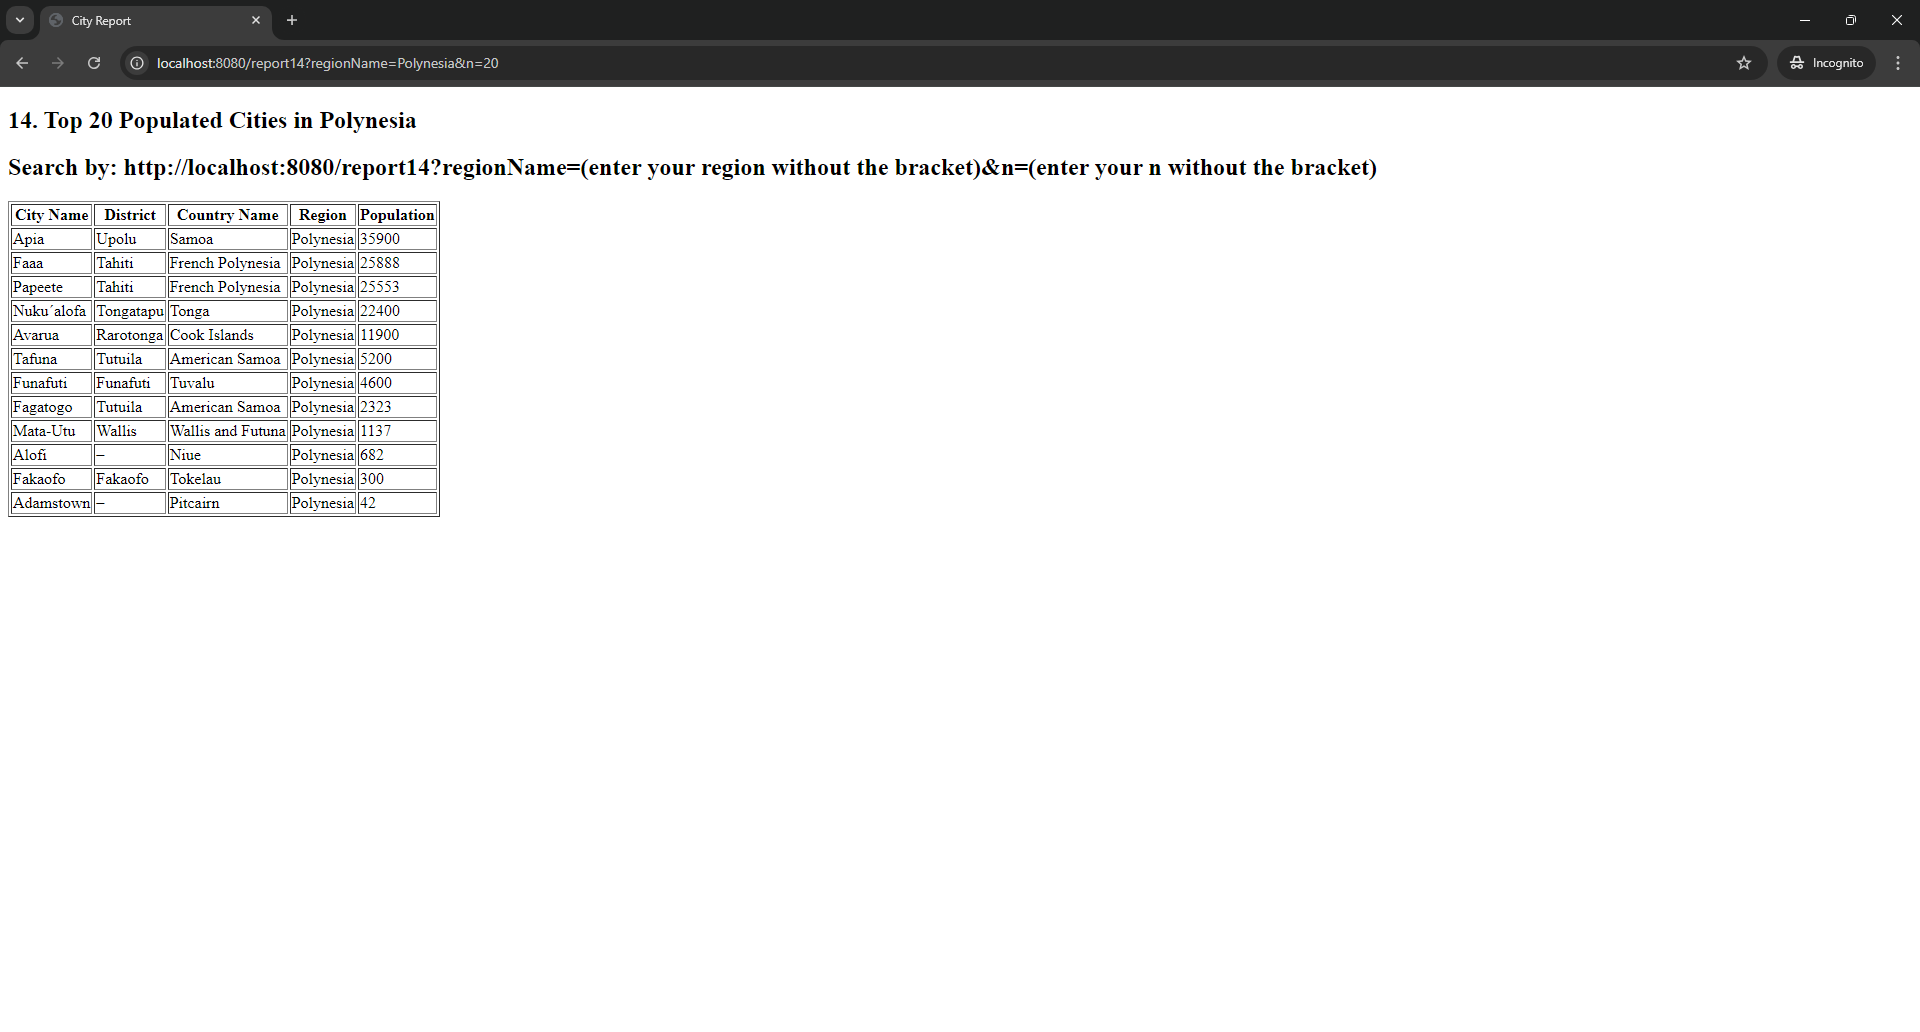 City Report
localhost:8080/report14?regionName=Polynesia&n=20
Incognito
14. Top 20 Populated Cities in Polynesia
Search by: http://localhost:8080/report14?regionName=(enter your region without the bracket)&n=(enter your n without the bracket)
City Name District Country Name Region Population
Apia Upolu Samoa Polynesia 35900
Faaa Tahiti French Polynesia Polynesia 25888
Papeete Tahiti French Polynesia Polynesia 25553
Nuku´alofa Tongatapu Tonga Polynesia 22400
Avarua Rarotonga Cook Islands Polynesia 11900
Tafuna Tutuila American Samoa Polynesia 5200
Funafuti Funafuti Tuvalu Polynesia 4600
Fagatogo Tutuila American Samoa Polynesia 2323
Mata-Utu Wallis Wallis and Futuna Polynesia 1137
Alofi – Niue Polynesia 682
Fakaofo Fakaofo Tokelau Polynesia 300
Adamstown – Pitcairn Polynesia 42